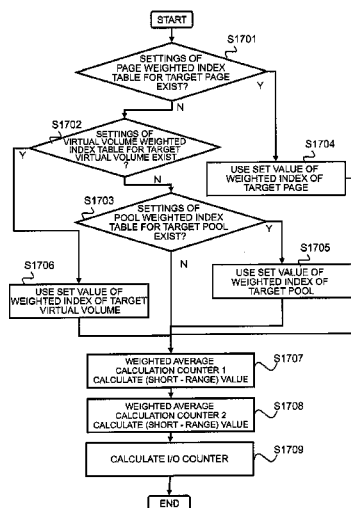 START
S1701
SETTINGS OF
PAGE WEIGHTED INDEX
TABLE FOR TARGET PAGE
EXIST?
Y
N
S1702
SETTINGS OF
VIRTUAL VOLUME WEIGHTED
INDEX TABLE FOR TARGET
VIRTUAL VOLUME EXIST
?
Y
N
S1704
USE SET VALUE OF
WEIGHTED INDEX OF
TARGET PAGE
S1703
SETTINGS OF
POOL WEIGHTED INDEX
TABLE FOR TARGET POOL
EXIST?
Y
N
S1705
USE SET VALUE OF
WEIGHTED INDEX OF
TARGET POOL
S1706
USE SET VALUE OF
WEIGHTED INDEX OF TARGET
VIRTUAL VOLUME
S1707
WEIGHTED AVERAGE
CALCULATION COUNTER 1
CALCULATE (SHORT - RANGE) VALUE
S1708
WEIGHTED AVERAGE
CALCULATION COUNTER 2
CALCULATE (SHORT - RANGE) VALUE
S1709
CALCULATE I/O COUNTER
END